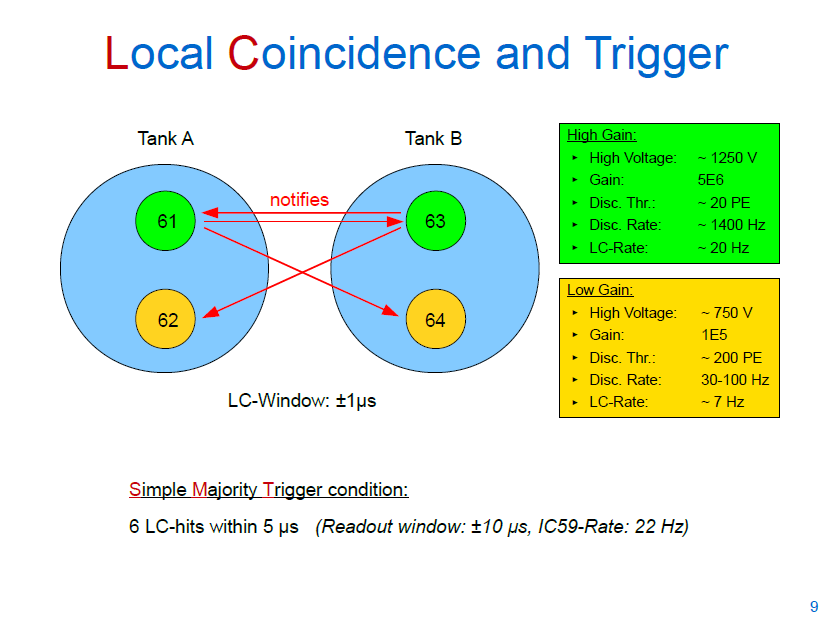 Local Coincidence and Trigger
Tank A
Tank B
61
62
63
64
notifies
LC-Window: ±1µs
High Gain:
‣ High Voltage: ~ 1250 V
‣ Gain: 5E6
‣ Disc. Thr.: ~ 20 PE
‣ Disc. Rate: ~ 1400 Hz
‣ LC-Rate: ~ 20 Hz
Low Gain:
‣ High Voltage: ~ 750 V
‣ Gain: 1E5
‣ Disc. Thr.: ~ 200 PE
‣ Disc. Rate: 30-100 Hz
‣ LC-Rate: ~ 7 Hz
Simple Majority Trigger condition:
6 LC-hits within 5 µs (Readout window: ±10 µs, IC59-Rate: 22 Hz)
9